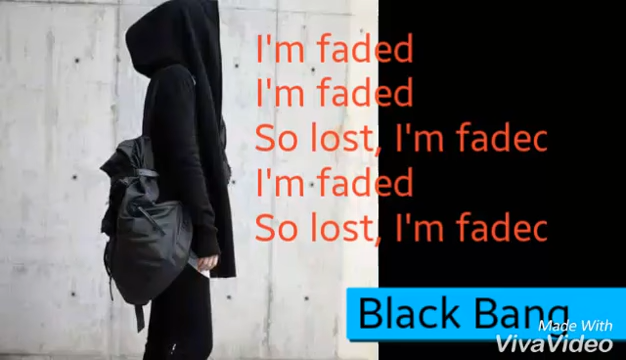 I'm faded
I'm faded
So lost, I'm fadec
I'm faded
So lost, I'm fadec
Black Bang
Made With
VivaVideo